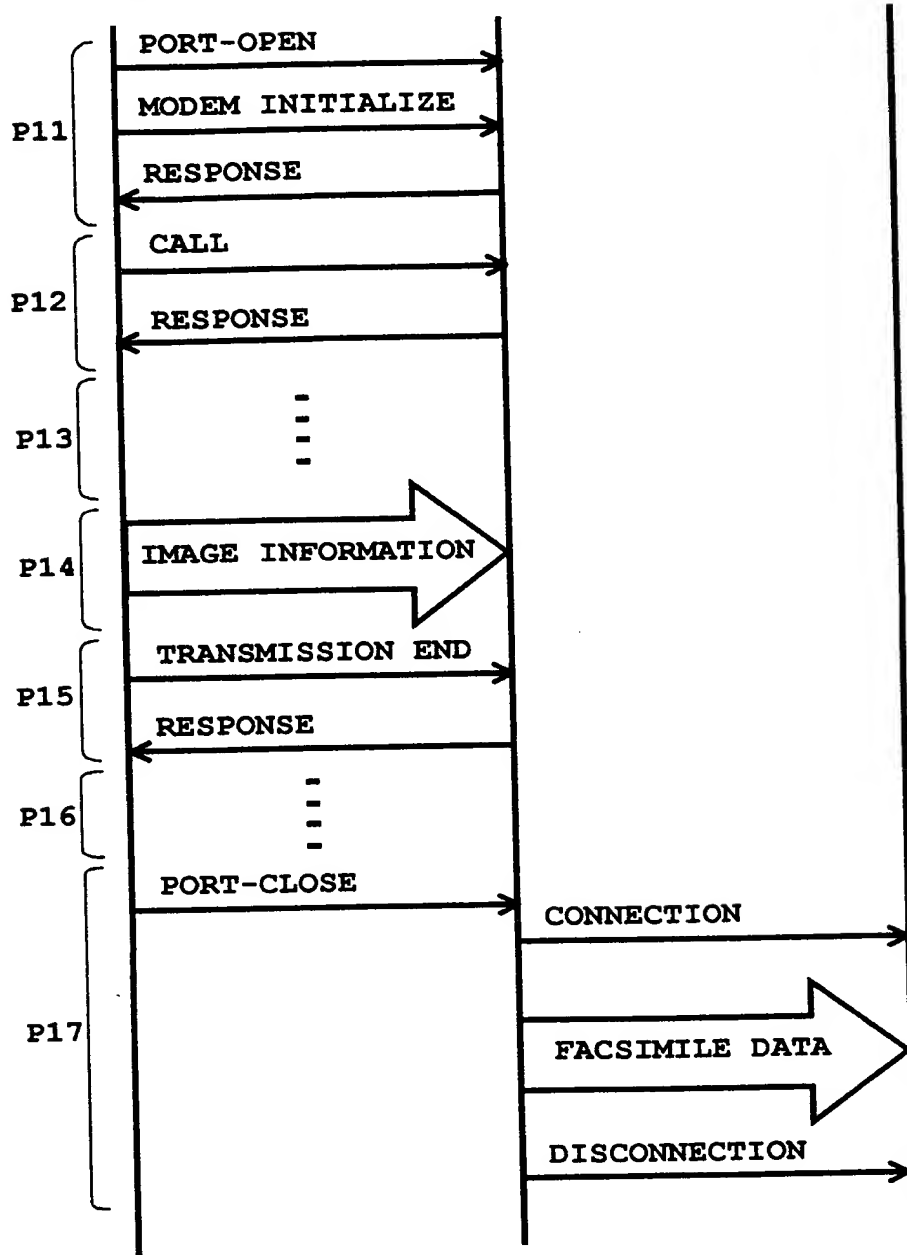 PORT-OPEN
MODEM INITIALIZE
P11
RESPONSE
CALL
P12
RESPONSE
P13
IMAGE INFORMATION
P14
TRANSMISSION END
P15
RESPONSE
P16
PORT-CLOSE
CONNECTION
P17
FACSIMILE DATA
DISCONNECTION